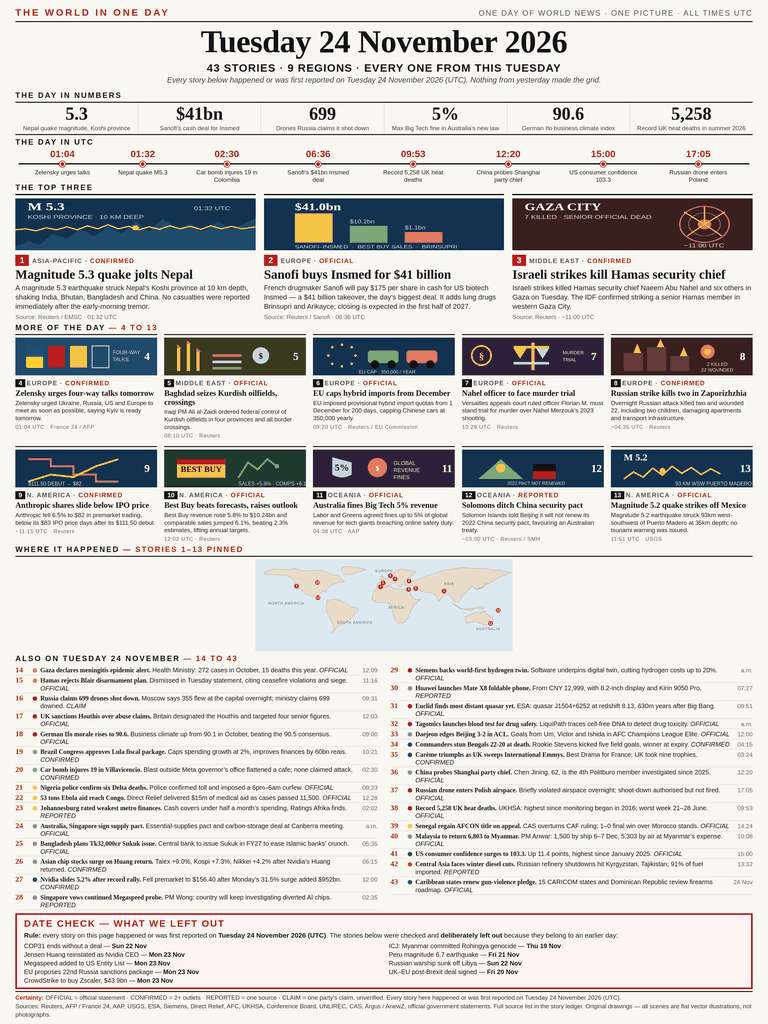 THE WORLD IN ONE DAY
ONE DAY OF WORLD NEWS · ONE PICTURE · ALL TIMES UTC
Tuesday 24 November 2026
43 STORIES · 9 REGIONS · EVERY ONE FROM THIS TUESDAY
Every story below happened or was first reported on Tuesday 24 November 2026 (UTC). Nothing from yesterday made the grid.
THE DAY IN NUMBERS
5.3
Nepal quake magnitude, Koshi province
$41bn
Sanofi's cash deal for Insmed
699
Drones Russia claims it shot down
5%
Max Big Tech fine in Australia's new law
90.6
German Ifo business climate index
5,258
Record UK heat deaths in summer 2026
THE DAY IN UTC
01:04
Zelensky urges talks
01:32
Nepal quake M5.3
02:30
Car bomb injures 19 in
Colombia
06:36
Sanofi's $41bn Insmed
deal
09:53
Record 5,258 UK heat
deaths
12:20
China probes Shanghai
party chief
15:00
US consumer confidence
103.3
17:05
Russian drone enters
Poland
THE TOP THREE
M 5.3
KOSHI PROVINCE · 10 KM DEEP
01:32 UTC
1 ASIA-PACIFIC · CONFIRMED
Magnitude 5.3 quake jolts Nepal
A magnitude 5.3 earthquake struck Nepal's Koshi province at 10 km depth,
shaking India, Bhutan, Bangladesh and China. No casualties were reported
immediately after the early-morning tremor.
Source: Reuters / EMSC · 01:32 UTC
$41.0bn
$10.2bn
$1.1bn
SANOFI–INSMED · BEST BUY SALES · BRINSUPRI
2 EUROPE · OFFICIAL
Sanofi buys Insmed for $41 billion
French drugmaker Sanofi will pay $175 per share in cash for US biotech
Insmed — a $41 billion takeover, the day's biggest deal. It adds lung drugs
Brinsupri and Arikayce; closing is expected in the first half of 2027.
Source: Reuters / Sanofi · 06:36 UTC
GAZA CITY
7 KILLED · SENIOR OFFICIAL DEAD
~11:00 UTC
3 MIDDLE EAST · CONFIRMED
Israeli strikes kill Hamas security chief
Israeli strikes killed Hamas security chief Naeem Abu Nahel and six others in
Gaza on Tuesday. The IDF confirmed striking a senior Hamas member in
western Gaza City.
Source: Reuters · ~11:00 UTC
MORE OF THE DAY — 4 TO 13
FOUR-WAY
TALKS
4
4 EUROPE · CONFIRMED
Zelensky urges four-way talks tomorrow
Zelensky urged Ukraine, Russia, US and Europe to
meet as soon as possible, saying Kyiv is ready
tomorrow.
01:04 UTC · France 24 / AFP
$
5
5 MIDDLE EAST · OFFICIAL
Baghdad seizes Kurdish oilfields,
crossings
Iraqi PM Ali al-Zaidi ordered federal control of
Kurdish oilfields in four provinces and all border
crossings.
08:10 UTC · Reuters
EU CAP 350,000 / YEAR
6
6 EUROPE · OFFICIAL
EU caps hybrid imports from December
EU imposed provisional hybrid import quotas from 1
December for 200 days, capping Chinese cars at
350,000 yearly.
09:20 UTC · Reuters / EU Commission
§
MURDER
TRIAL
7
7 EUROPE · OFFICIAL
Nahel officer to face murder trial
Versailles appeals court ruled officer Florian M. must
stand trial for murder over Nahel Merzouk's 2023
shooting.
10:29 UTC · Reuters
2 KILLED
22 WOUNDED
8
8 EUROPE · CONFIRMED
Russian strike kills two in Zaporizhzhia
Overnight Russian attack killed two and wounded
22, including two children, damaging apartments
and transport infrastructure.
~04:35 UTC · Reuters
$111.50 DEBUT → $82
9
9 N. AMERICA · CONFIRMED
Anthropic shares slide below IPO price
Anthropic fell 6.5% to $82 in premarket trading,
below its $83 IPO price days after its $111.50 debut.
~11:15 UTC · Reuters
BEST BUY
SALES +5.8% · COMPS +6.1
10
10 N. AMERICA · OFFICIAL
Best Buy beats forecasts, raises outlook
Best Buy revenue rose 5.8% to $10.24bn and
comparable sales jumped 6.1%, beating 2.3%
estimates, lifting annual targets.
12:02 UTC · Reuters
5%
$
GLOBAL
REVENUE
FINES
11
11 OCEANIA · OFFICIAL
Australia fines Big Tech 5% revenue
Labor and Greens agreed fines up to 5% of global
revenue for tech giants breaching online safety duty.
04:36 UTC · AAP
2022 PACT NOT RENEWED
12
12 OCEANIA · REPORTED
Solomons ditch China security pact
Solomon Islands told Beijing it will not renew its
2022 China security pact, favouring an Australian
treaty.
~03:00 UTC · Reuters / SMH
M 5.2
93 KM WSW PUERTO MADERO
13
13 N. AMERICA · OFFICIAL
Magnitude 5.2 quake strikes off Mexico
Magnitude 5.2 earthquake struck 93km west-
southwest of Puerto Madero at 35km depth; no
tsunami warning was issued.
11:51 UTC · USGS
WHERE IT HAPPENED — STORIES 1–13 PINNED
EUROPE
ASIA
NORTH AMERICA
AFRICA
SOUTH AMERICA
AUSTRALIA
ALSO ON TUESDAY 24 NOVEMBER — 14 TO 43
14 Gaza declares meningitis epidemic alert. Health Ministry: 272 cases in October, 15 deaths this year. OFFICIAL 12:09
15 Hamas rejects Blair disarmament plan. Dismissed in Tuesday statement, citing ceasefire violations and siege. 11:16
OFFICIAL
16 Russia claims 699 drones shot down. Moscow says 355 flew at the capital overnight; ministry claims 699 09:31
downed. CLAIM
17 UK sanctions Houthis over abuse claims. Britain designated the Houthis and targeted four senior figures. 12:03
OFFICIAL
18 German Ifo morale rises to 90.6. Business climate up from 90.1 in October, beating the 90.5 consensus. 09:00
OFFICIAL
19 Brazil Congress approves Lula fiscal package. Caps spending growth at 2%, improves finances by 60bn reais. 10:21
CONFIRMED
20 Car bomb injures 19 in Villavicencio. Blast outside Meta governor's office flattened a cafe; none claimed attack. 02:30
CONFIRMED
21 Nigeria police confirm six Delta deaths. Police confirmed toll and imposed a 6pm–6am curfew. OFFICIAL 09:23
22 53 tons Ebola aid reach Congo. Direct Relief delivered $15m of medical aid as cases passed 11,500. OFFICIAL 12:28
23 Johannesburg rated weakest metro finances. Cash covers under half a month's spending, Ratings Afrika finds. 02:02
REPORTED
24 Australia, Singapore sign supply pact. Essential-supplies pact and carbon-storage deal at Canberra meeting. a.m.
OFFICIAL
25 Bangladesh plans Tk32,000cr Sukuk issue. Central bank to issue Sukuk in FY27 to ease Islamic banks' crunch. 05:35
OFFICIAL
26 Asian chip stocks surge on Huang return. Taiex +9.0%, Kospi +7.3%, Nikkei +4.2% after Nvidia's Huang 06:15
returned. CONFIRMED
27 Nvidia slides 5.2% after record rally. Fell premarket to $156.40 after Monday's 31.5% surge added $952bn. 12:00
CONFIRMED
28 Singapore vows continued Megaspeed probe. PM Wong: country will keep investigating diverted AI chips. 02:35
REPORTED
29 Siemens backs world-first hydrogen twin. Software underpins digital twin, cutting hydrogen costs up to 20%. a.m.
OFFICIAL
30 Huawei launches Mate X8 foldable phone. From CNY 12,999, with 8.2-inch display and Kirin 9050 Pro. 07:27
REPORTED
31 Euclid finds most distant quasar yet. ESA: quasar J1504+6252 at redshift 8.13, 630m years after Big Bang. 09:51
OFFICIAL
32 Tagomics launches blood test for drug safety. LiquiPath traces cell-free DNA to detect drug toxicity. OFFICIAL a.m.
33 Daejeon edges Beijing 3-2 in ACL. Goals from Um, Victor and Ishida in AFC Champions League Elite. OFFICIAL 12:00
34 Commanders stun Bengals 22-20 at death. Rookie Stevens kicked five field goals, winner at expiry. CONFIRMED 04:15
35 Carême triumphs as UK sweeps International Emmys. Best Drama for France; UK took nine trophies. 03:24
CONFIRMED
36 China probes Shanghai party chief. Chen Jining, 62, is the 4th Politburo member investigated since 2025. 12:20
OFFICIAL
37 Russian drone enters Polish airspace. Briefly violated airspace overnight; shoot-down authorised but not fired. 17:05
OFFICIAL
38 Record 5,258 UK heat deaths. UKHSA: highest since monitoring began in 2016; worst week 21–28 June. 09:53
OFFICIAL
39 Senegal regain AFCON title on appeal. CAS overturns CAF ruling; 1–0 final win over Morocco stands. OFFICIAL 14:24
40 Malaysia to return 6,003 to Myanmar. PM Anwar: 1,500 by ship 6–7 Dec, 5,303 by air at Myanmar's expense. 10:08
OFFICIAL
41 US consumer confidence surges to 103.3. Up 11.4 points, highest since January 2025. OFFICIAL 15:00
42 Central Asia faces winter diesel cuts. Russian refinery shutdowns hit Kyrgyzstan, Tajikistan; 91% of fuel 13:32
imported. REPORTED
43 Caribbean states renew gun-violence pledge. 15 CARICOM states and Dominican Republic review firearms 24 Nov
roadmap. OFFICIAL
DATE CHECK — WHAT WE LEFT OUT
Rule: every story on this page happened or was first reported on Tuesday 24 November 2026 (UTC). The stories below were checked and deliberately left out because they belong to an earlier day:
COP31 ends without a deal — Sun 22 Nov
Jensen Huang reinstated as Nvidia CEO — Mon 23 Nov
Megaspeed added to US Entity List — Mon 23 Nov
EU proposes 22nd Russia sanctions package — Mon 23 Nov
CrowdStrike to buy Zscaler, $43.9bn — Mon 23 Nov
ICJ: Myanmar committed Rohingya genocide — Thu 19 Nov
Peru magnitude 6.7 earthquake — Fri 21 Nov
Russian warship sunk off Libya — Sun 22 Nov
UK–EU post-Brexit deal signed — Fri 20 Nov
Certainty: OFFICIAL = official statement · CONFIRMED = 2+ outlets · REPORTED = one source · CLAIM = one party's claim, unverified. Every story here happened or was first reported on Tuesday 24 November 2026 (UTC).
Sources: Reuters, AFP / France 24, AAP, USGS, ESA, Siemens, Direct Relief, AFC, UKHSA, Conference Board, UNLIREC, CAS, Argus / AnewZ, official government statements. Full source list in the story ledger. Original drawings — all scenes are flat vector illustrations, not
photographs.